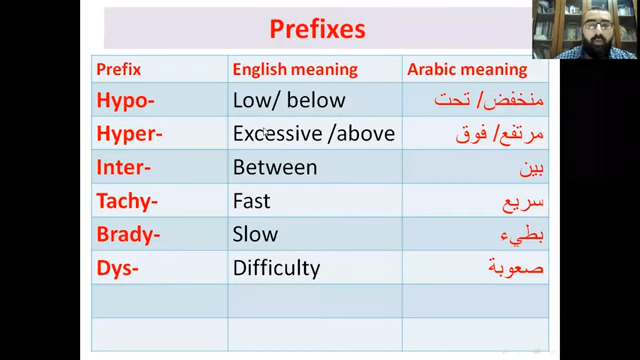 Prefixes
Prefix English meaning Arabic meaning
Hypo- Low/ below منخفض/ تحت
Hyper- Excessive /above مرتفع/ فوق
Inter- Between بين
Tachy- Fast سريع
Brady- Slow بطيء
Dys- Difficulty صعوبة